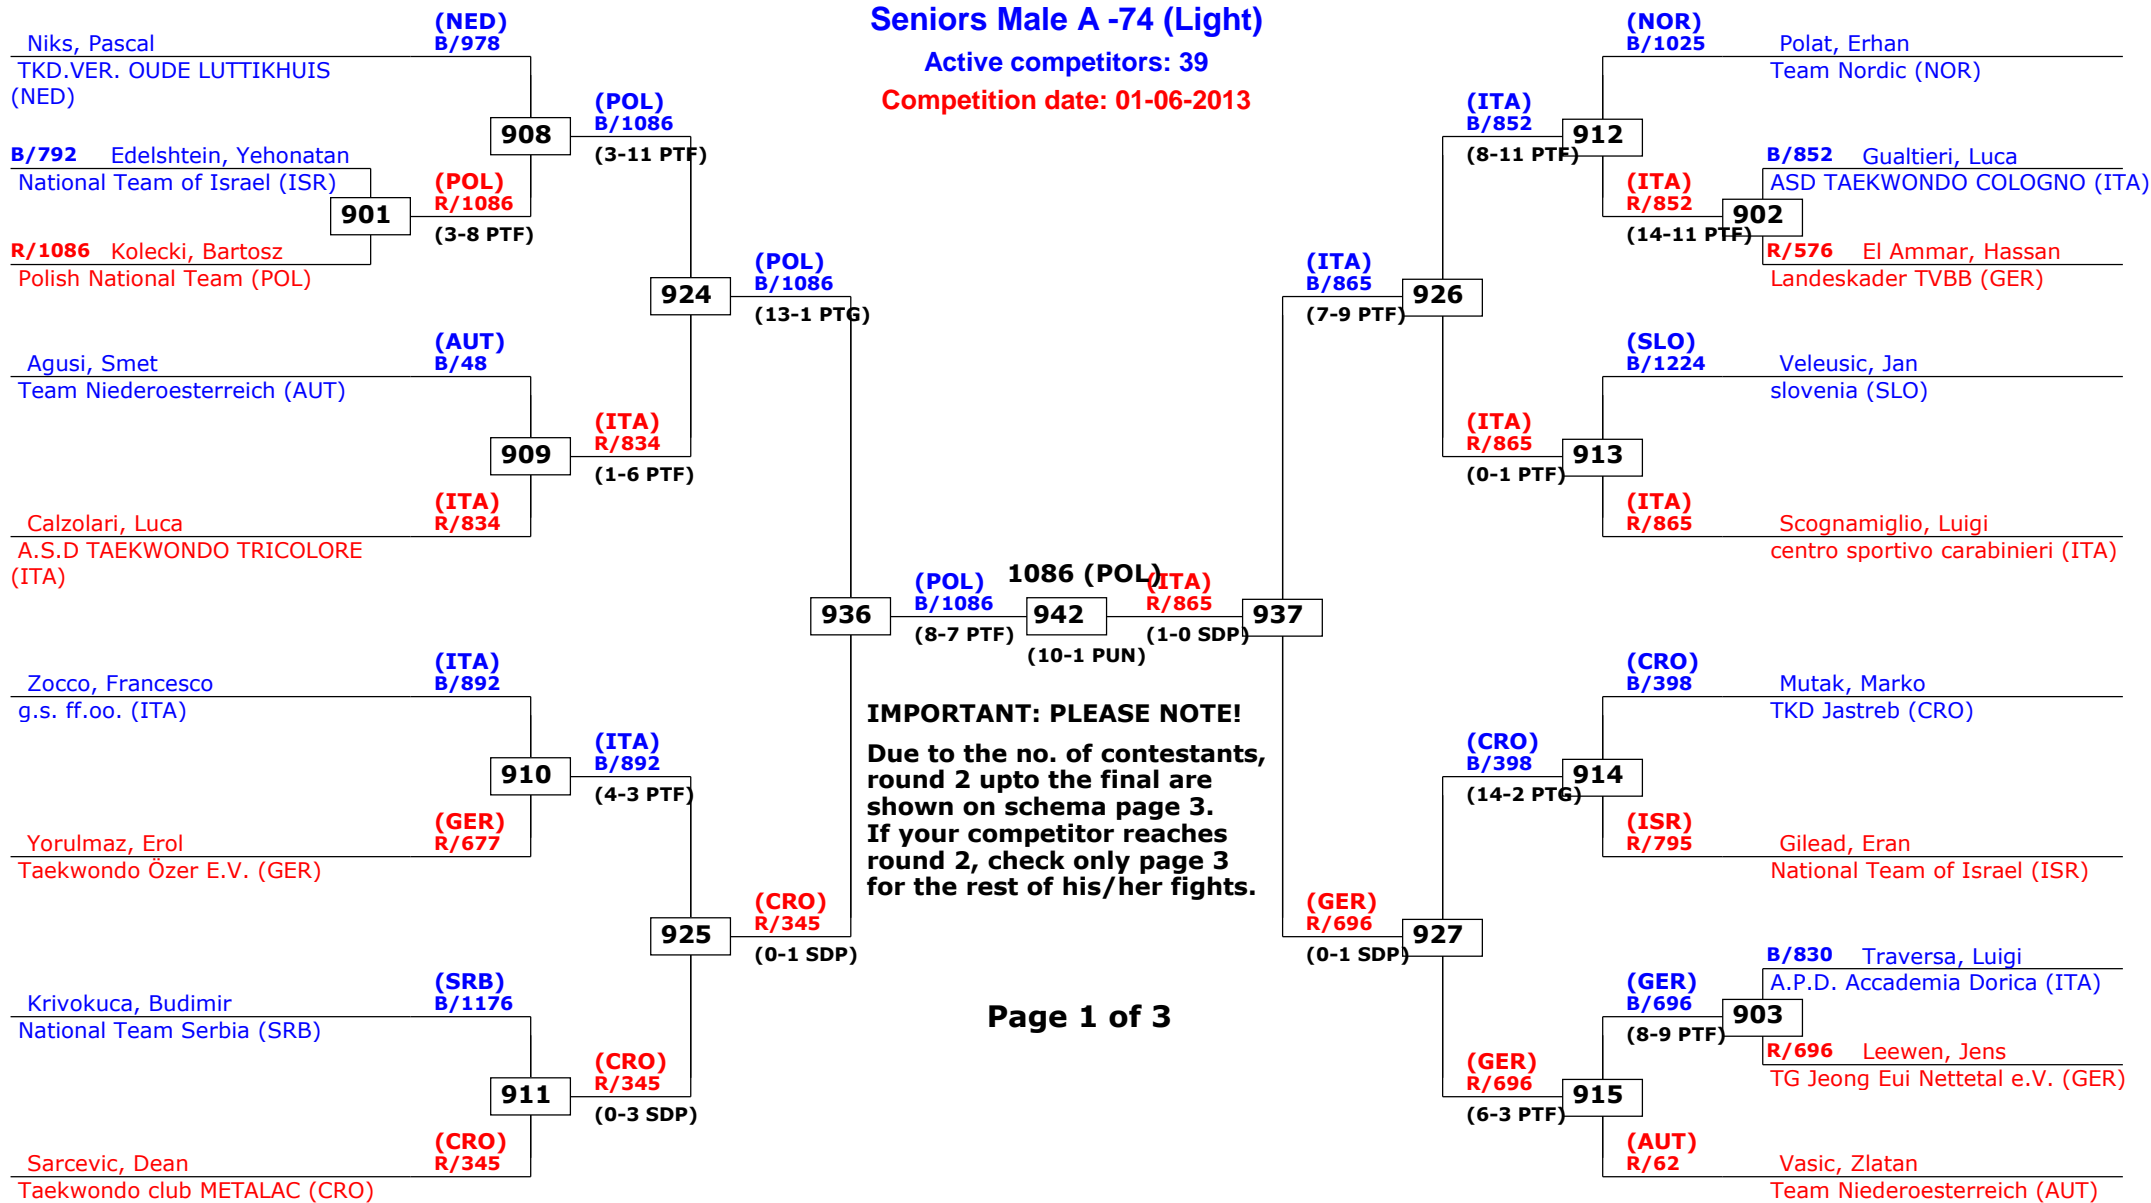 Seniors Male A -74 (Light)
Active competitors: 39
Competition date: 01-06-2013
(NED)
B/978
Niks, Pascal
TKD.VER. OUDE LUTTIKHUIS
(NED)
908
(POL)
B/1086
(3-11 PTF)
B/792 Edelshtein, Yehonatan
National Team of Israel (ISR)
901
(POL)
R/1086
(3-8 PTF)
R/1086 Kolecki, Bartosz
Polish National Team (POL)
924
(POL)
B/1086
(13-1 PTG)
(AUT)
B/48
Agusi, Smet
Team Niederoesterreich (AUT)
909
(ITA)
R/834
(1-6 PTF)
(ITA)
R/834
Calzolari, Luca
A.S.D TAEKWONDO TRICOLORE
(ITA)
936
(POL)
B/1086
(8-7 PTF)
1086 (POL)
942
(10-1 PUN)
(ITA)
R/865
(1-0 SDP)
937
(ITA)
B/892
Zocco, Francesco
g.s. ff.oo. (ITA)
910
(ITA)
B/892
(4-3 PTF)
(GER)
R/677
Yorulmaz, Erol
Taekwondo Özer E.V. (GER)
925
(CRO)
R/345
(0-1 SDP)
(SRB)
B/1176
Krivokuca, Budimir
National Team Serbia (SRB)
911
(CRO)
R/345
(0-3 SDP)
(CRO)
R/345
Sarcevic, Dean
Taekwondo club METALAC (CRO)
IMPORTANT: PLEASE NOTE!
Due to the no. of contestants,
round 2 upto the final are
shown on schema page 3.
If your competitor reaches
round 2, check only page 3
for the rest of his/her fights.
Page 1 of 3
(NOR)
B/1025
Polat, Erhan
Team Nordic (NOR)
(ITA)
B/852
(8-11 PTF)
912
B/852 Gualtieri, Luca
ASD TAEKWONDO COLOGNO (ITA)
(ITA)
R/852
(14-11 PTF)
902
R/576 El Ammar, Hassan
Landeskader TVBB (GER)
(ITA)
B/865
(7-9 PTF)
926
(SLO)
B/1224
Veleusic, Jan
slovenia (SLO)
(ITA)
R/865
(0-1 PTF)
913
(ITA)
R/865
Scognamiglio, Luigi
centro sportivo carabinieri (ITA)
(CRO)
B/398
Mutak, Marko
TKD Jastreb (CRO)
(CRO)
B/398
(14-2 PTG)
914
(ISR)
R/795
Gilead, Eran
National Team of Israel (ISR)
(GER)
R/696
(0-1 SDP)
927
B/830 Traversa, Luigi
A.P.D. Accademia Dorica (ITA)
(GER)
B/696
(8-9 PTF)
903
R/696 Leewen, Jens
TG Jeong Eui Nettetal e.V. (GER)
(GER)
R/696
(6-3 PTF)
915
(AUT)
R/62
Vasic, Zlatan
Team Niederoesterreich (AUT)